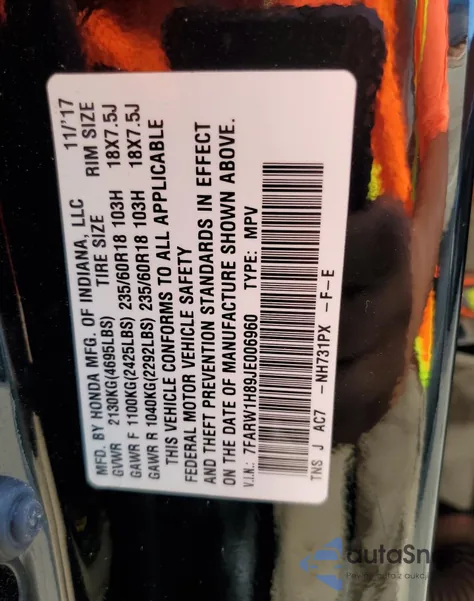 MFD. BY HONDA MFG. OF INDIANA, LLC 11/'17
GVWR 2130KG(4695LBS) TIRE SIZE RIM SIZE
GAWR F 1100KG(2425LBS) 235/60R18 103H 18X7.5J
GAWR R 1040KG(2292LBS) 235/60R18 103H 18X7.5J
THIS VEHICLE CONFORMS TO ALL APPLICABLE
FEDERAL MOTOR VEHICLE SAFETY
AND THEFT PREVENTION STANDARDS IN EFFECT
ON THE DATE OF MANUFACTURE SHOWN ABOVE.
V.I.N.: 7FARW1H89JE006960 TYPE: MPV
TNS J AC7 -NH731PX -F-E